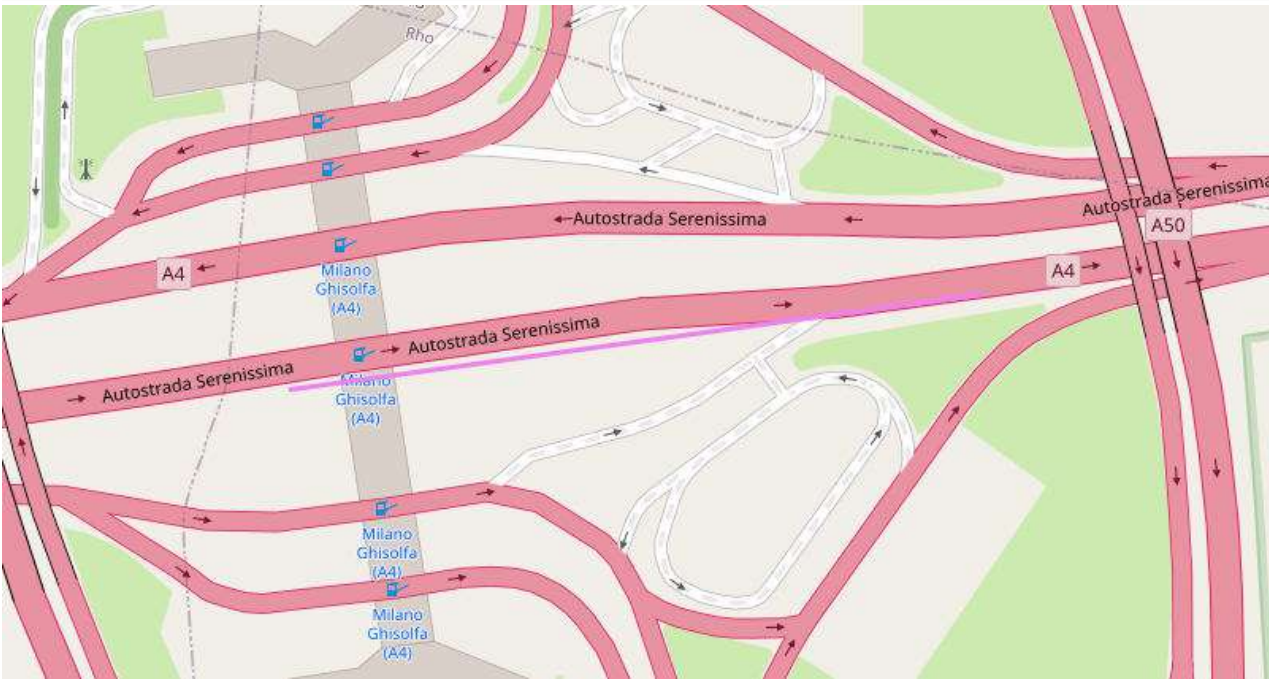 Rho
Autostrada Serenissima
Autostrada Serenissima
A50
A4
Milano
Ghisolfa
(A4)
A4
Autostrada Serenissima
Autostrada Serenissima
Milano
Ghisolfa
(A4)
Milano
Ghisolfa
(A4)
Milano
Ghisolfa
(A4)